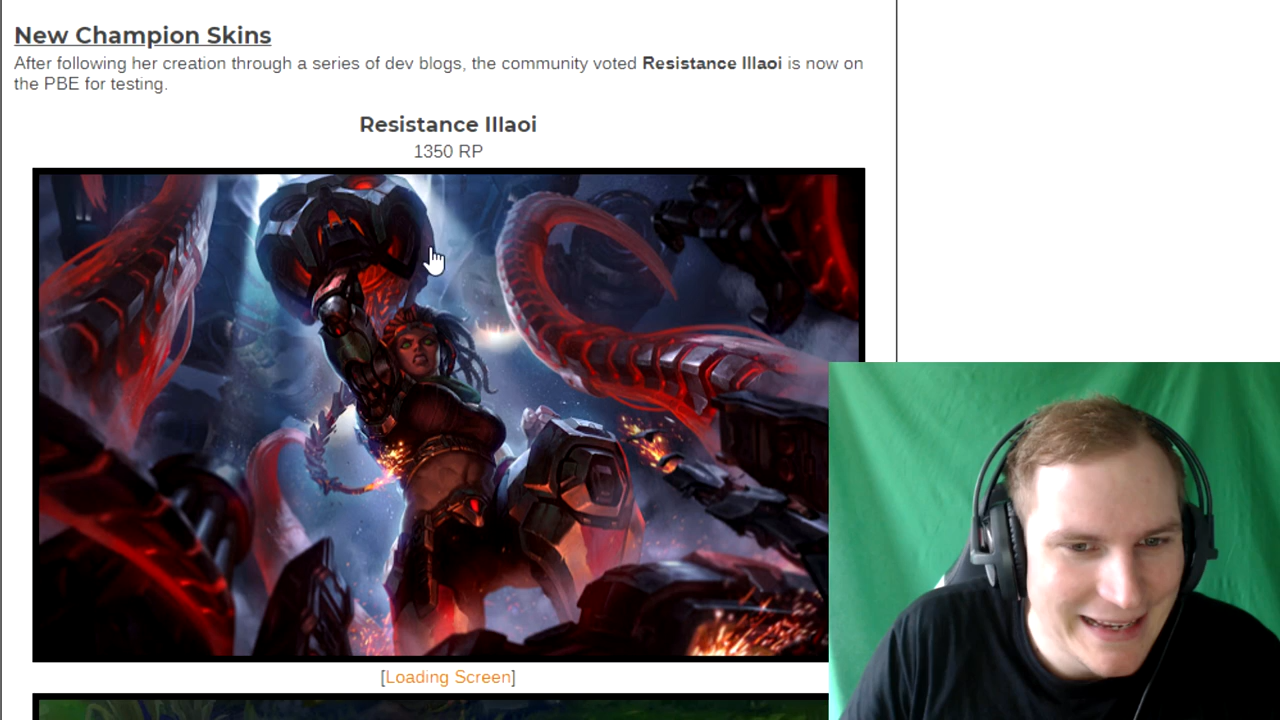 New Champion Skins
After following her creation through a series of dev blogs, the community voted Resistance Illaoi is now on
the PBE for testing.
Resistance Illaoi
1350 RP
[Loading Screen]